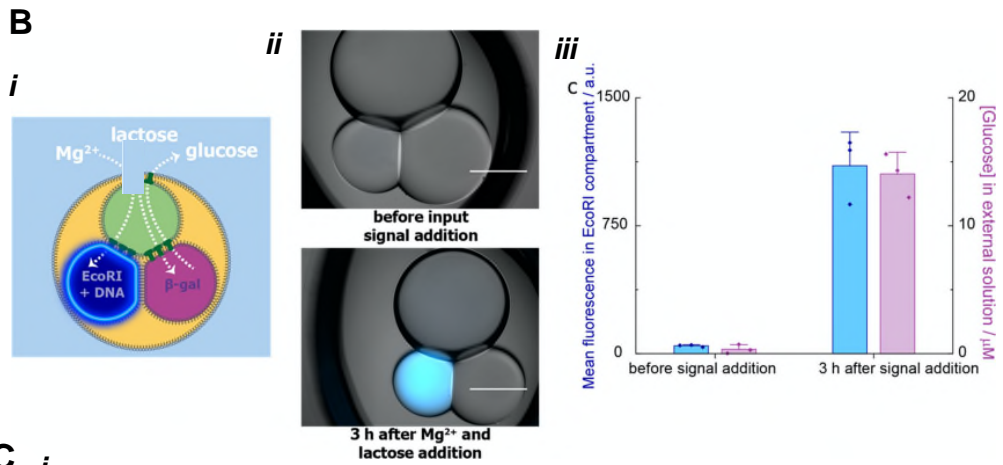 B
i
lactose
Mg²⁺
glucose
EcoRI
+ DNA
β-gal
ii
before input
signal addition
3 h after Mg²⁺ and
lactose addition
iii
c
Mean fluorescence in EcoRI compartment / a.u.
1500
750
0
before signal addition
3 h after signal addition
20
10
0
[Glucose] in external solution / μM
C i